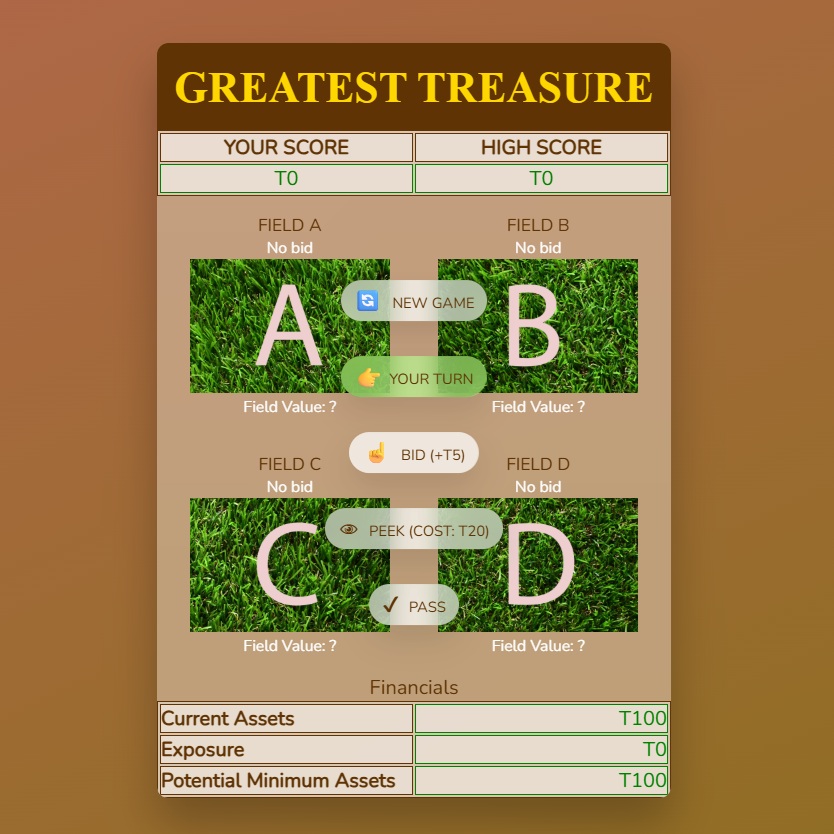 GREATEST TREASURE
YOUR SCORE HIGH SCORE
T0 T0
FIELD A FIELD B
No bid No bid
A B
NEW GAME
YOUR TURN
Field Value: ? Field Value: ?
BID (+T5)
FIELD C FIELD D
No bid No bid
C D
PEEK (COST: T20)
PASS
Field Value: ? Field Value: ?
Financials
Current Assets T100
Exposure T0
Potential Minimum Assets T100